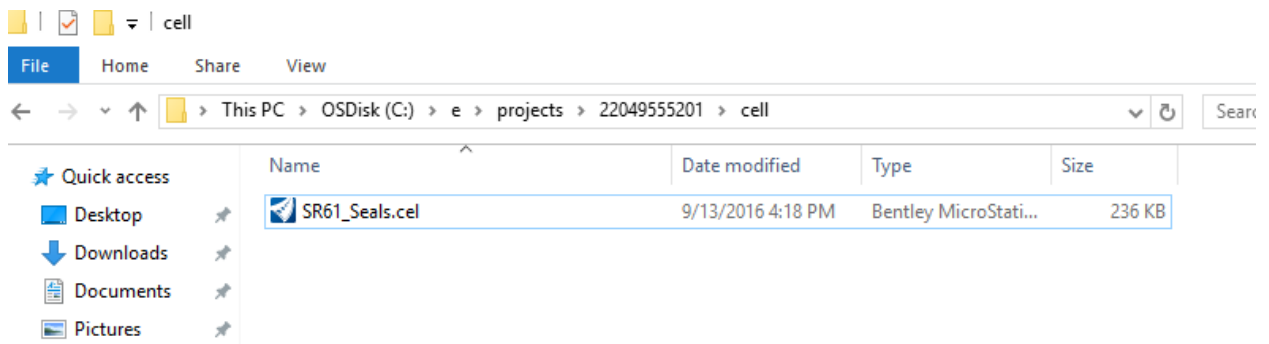 cell
File Home Share View
This PC > OSDisk (C:) > e > projects > 22049555201 > cell
Name Date modified Type Size
Quick access
SR61_Seals.cel 9/13/2016 4:18 PM Bentley MicroStati... 236 KB
Desktop
Downloads
Documents
Pictures